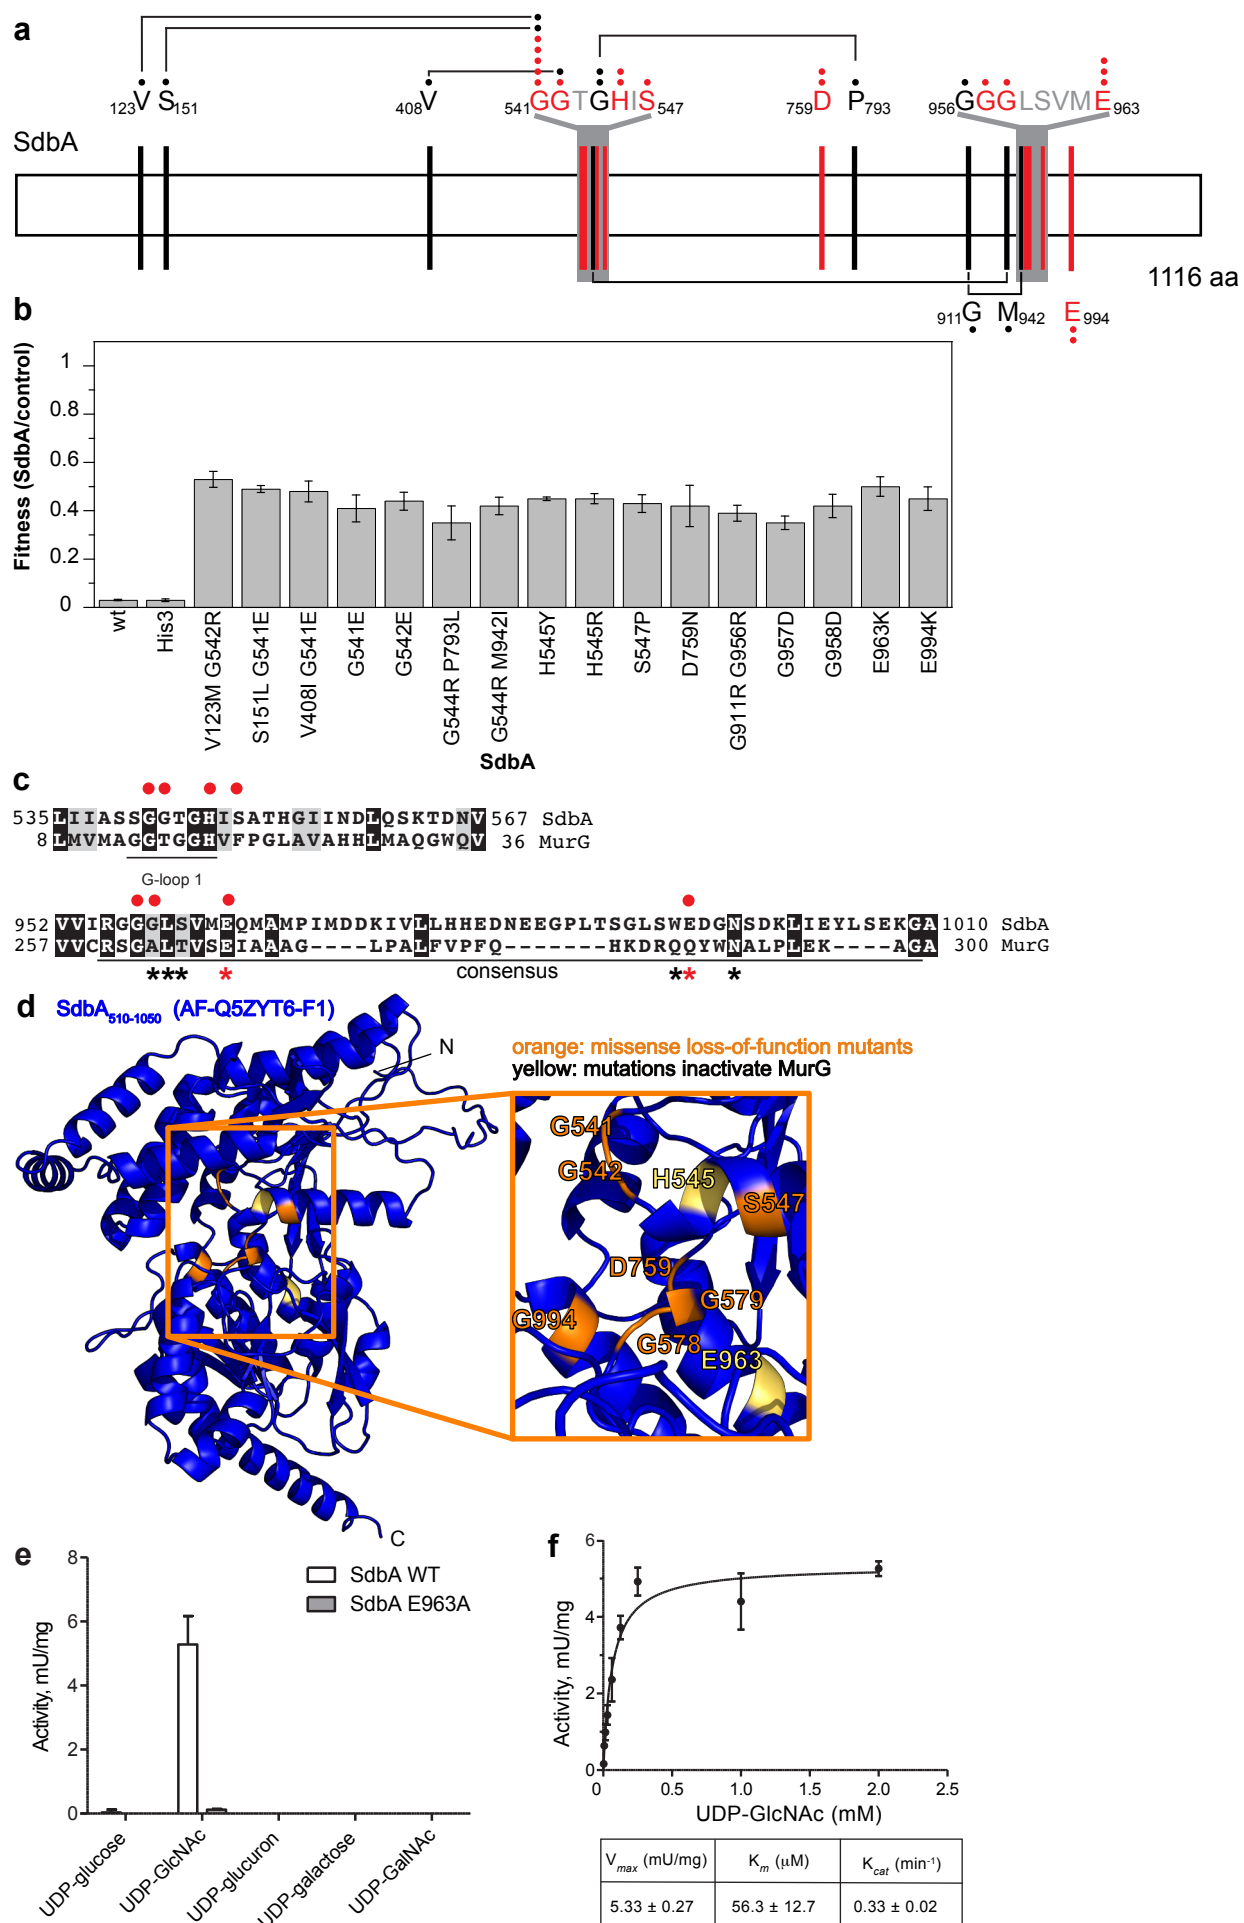 a
123V S151 408V 541GGTGHIS547 759D P793 956GGGLSVME963
SdbA
1116 aa
911G M942 E994
b
Fitness (SdbA/control)
1
0.8
0.6
0.4
0.2
0
wt
His3
V123M G542R
S151L G541E
V408I G541E
G541E
G542E
G544R P793L
G544R M942I
H545Y
H545R
S547P
D759N
G911R G956R
G957D
G958D
E963K
E994K
SdbA
c
535 LIIASSGGTGHISATHGIINDLQSKTDNV 567 SdbA
8 LMVMAGGTGGHVFPGLAVAHHLMAQGWQV 36 MurG
G-loop 1
952 VVIRGGGLSVMEQMAMPIMDDKIVLLHHEDNEEGPLTSGLSWEDGNSDKLIEYLSEKGA 1010 SdbA
257 VVCRSGALTVSEIAAAG----LPALFVPFQ-------HKDRQQYWNALPLEK----AGA 300 MurG
consensus
*** * ** *
d SdbA510-1050 (AF-Q5ZYT6-F1)
N
orange: missense loss-of-function mutants
yellow: mutations inactivate MurG
G541
G542
H545
S547
D759
G579
G994
G578
E963
C
e
Activity, mU/mg
8
6
4
2
0
SdbA WT
SdbA E963A
UDP-glucose
UDP-GlcNAc
UDP-glucuron
UDP-galactose
UDP-GalNAc
f
Activity, mU/mg
6
4
2
0
0 0.5 1.0 1.5 2.0 2.5
UDP-GlcNAc (mM)
Vmax (mU/mg) Km (μM) Kcat (min-1)
5.33 ± 0.27 56.3 ± 12.7 0.33 ± 0.02